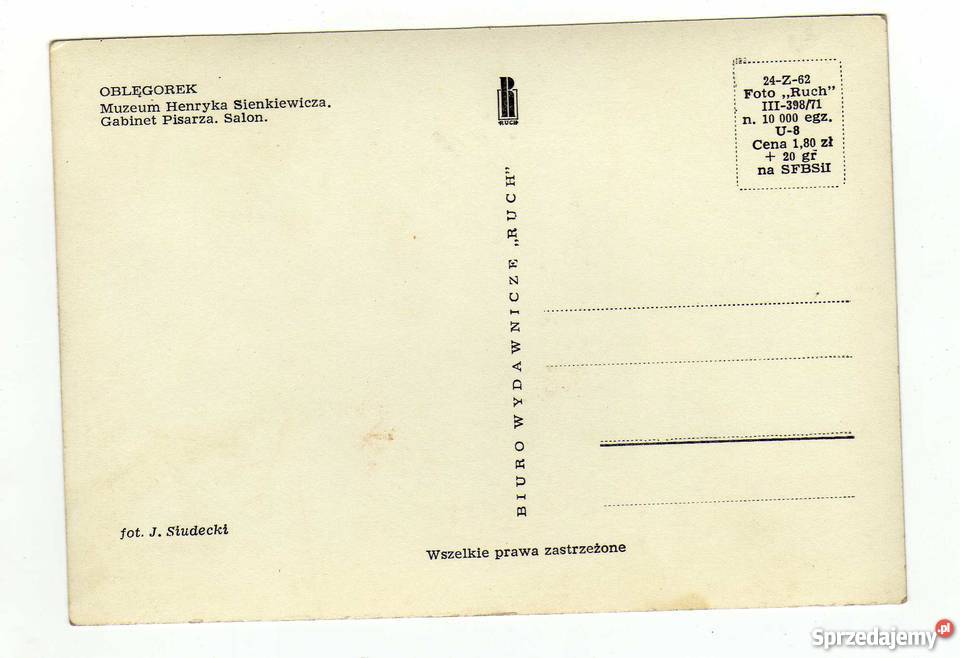 OBLĘGOREK
Muzeum Henryka Sienkiewicza.
Gabinet Pisarza. Salon.
RUCH
24-Z-62
Foto „Ruch”
III-398/71
n. 10 000 egz.
U-8
Cena 1,80 zł
+ 20 gr
na SFBSiI
BIURO WYDAWNICZE „RUCH”
fot. J. Siudecki
Wszelkie prawa zastrzeżone
Sprzedajemy.pl